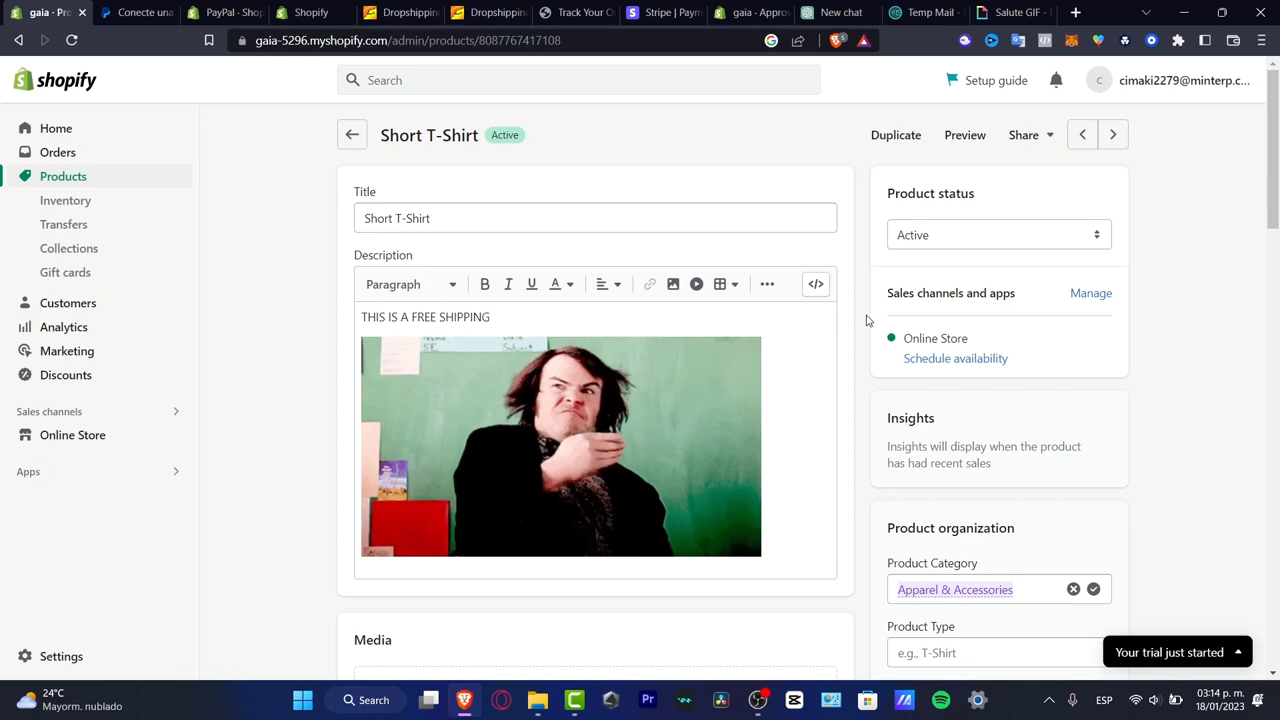 gaia - Pro
Conecte una
PayPal · Shop
Shopify
Dropshippin
Dropshippin
Track Your O
Stripe | Paym
gaia - Approv
New chat
Temp Mail -
Salute GIF - F
gaia-5296.myshopify.com/admin/products/8087767417108
shopify
Search
Setup guide
C
cimaki2279@minterp.c...
Home
Orders
Products
Inventory
Transfers
Collections
Gift cards
Customers
Analytics
Marketing
Discounts
Sales channels
Online Store
Apps
Settings
Short T-Shirt
Active
Duplicate
Preview
Share
Title
Short T-Shirt
Description
Paragraph
B I U A
THIS IS A FREE SHIPPING
Media
Product status
Active
Sales channels and apps
Manage
Online Store
Schedule availability
Insights
Insights will display when the product
has had recent sales
Product organization
Product Category
Apparel & Accessories
Product Type
e.g., T-Shirt
Your trial just started
24°C
Mayorm. nublado
Search
Pr
ESP
03:14 p. m.
18/01/2023